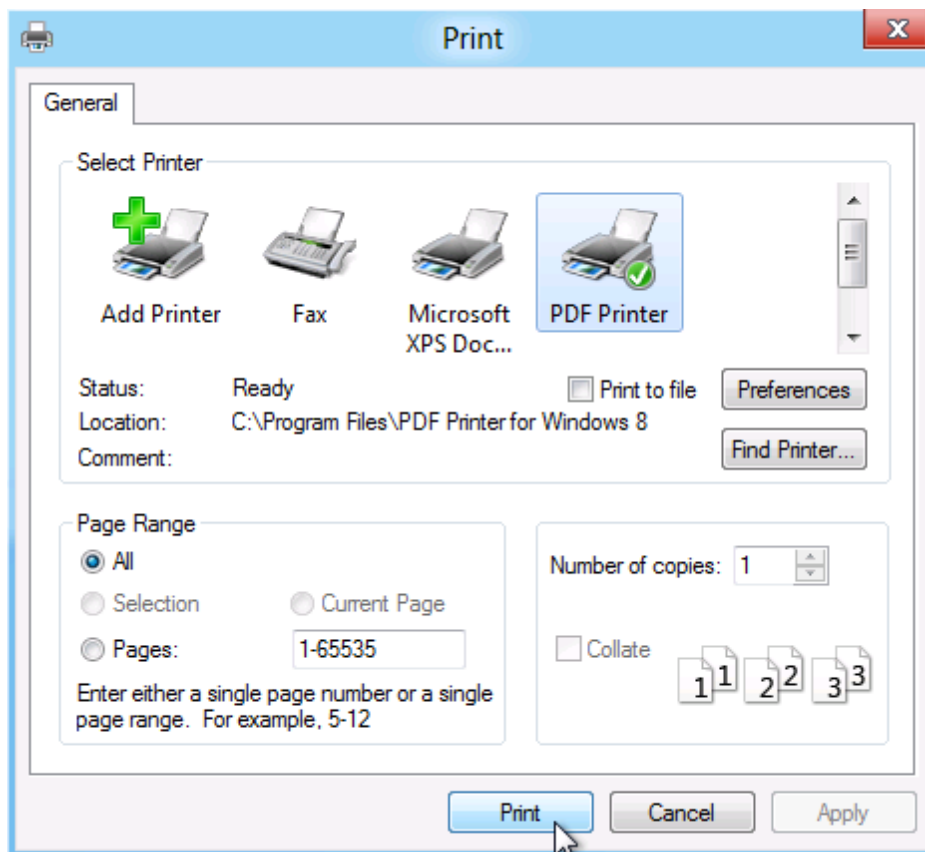 Print
General
Select Printer
Add Printer
Fax
Microsoft XPS Doc...
PDF Printer
Status: Ready
Print to file
Preferences
Location: C:\Program Files\PDF Printer for Windows 8
Comment:
Find Printer...
Page Range
All
Selection
Current Page
Pages: 1-65535
Enter either a single page number or a single
page range. For example, 5-12
Number of copies: 1
Collate
1 1 2 2 3 3
Print
Cancel
Apply